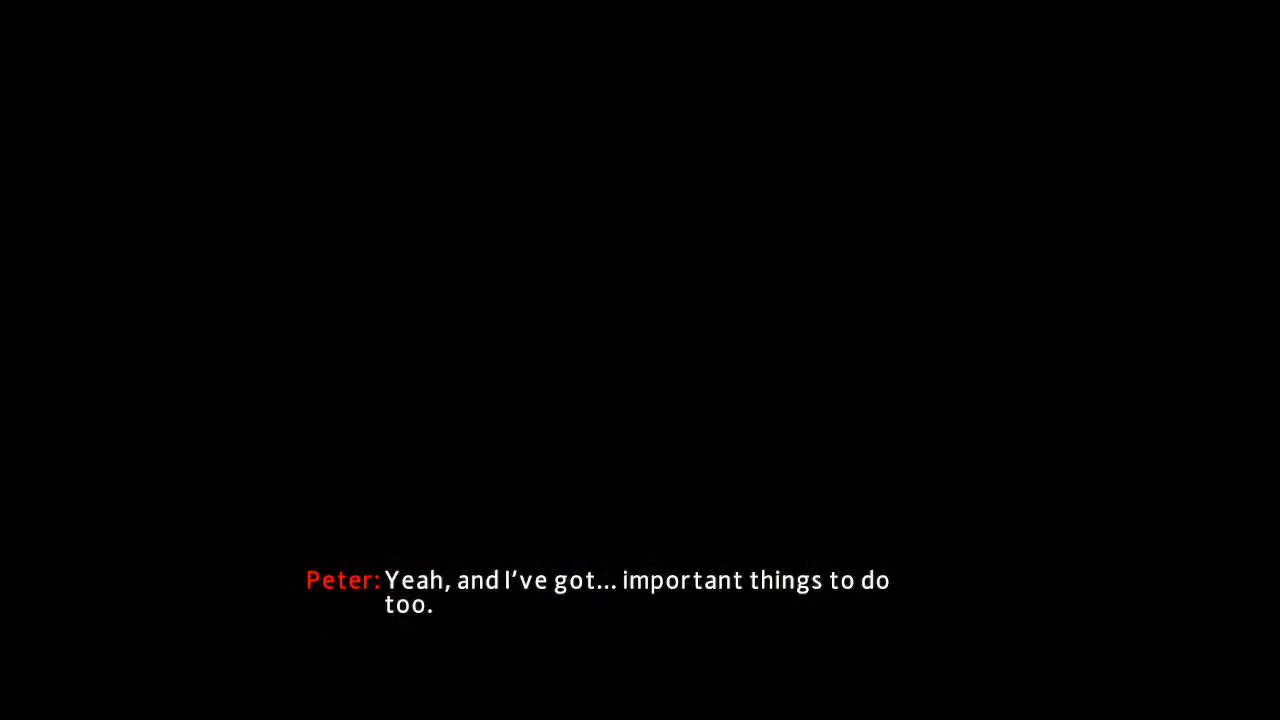 Peter: Yeah, and I’ve got... important things to do
too.